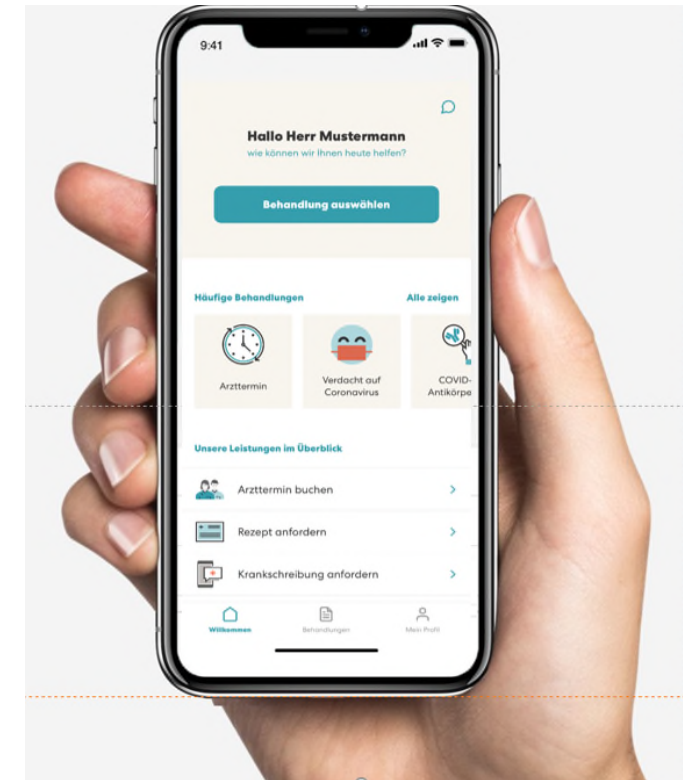 9:41
Hallo Herr Mustermann
wie können wir Ihnen heute helfen?
Behandlung auswählen
Häufige Behandlungen
Alle zeigen
Arzttermin
Verdacht auf
Coronavirus
COVID-
Antikörpe
Unsere Leistungen im Überblick
Arzttermin buchen
Rezept anfordern
Krankschreibung anfordern
Willkommen
Behandlungen
Mein Profil